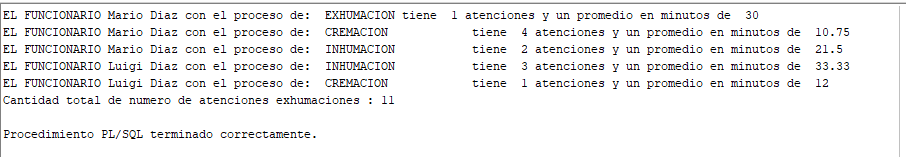 EL FUNCIONARIO Mario Diaz con el proceso de:  EXHUMACION tiene  1 atenciones y un promedio en minutos de  30
EL FUNCIONARIO Mario Diaz con el proceso de:  CREMACION            tiene  4 atenciones y un promedio en minutos de  10.75
EL FUNCIONARIO Mario Diaz con el proceso de:  INHUMACION           tiene  2 atenciones y un promedio en minutos de  21.5
EL FUNCIONARIO Luigi Diaz con el proceso de:  INHUMACION           tiene  3 atenciones y un promedio en minutos de  33.33
EL FUNCIONARIO Luigi Diaz con el proceso de:  CREMACION            tiene  1 atenciones y un promedio en minutos de  12
Cantidad total de numero de atenciones exhumaciones : 11
Procedimiento PL/SQL terminado correctamente.